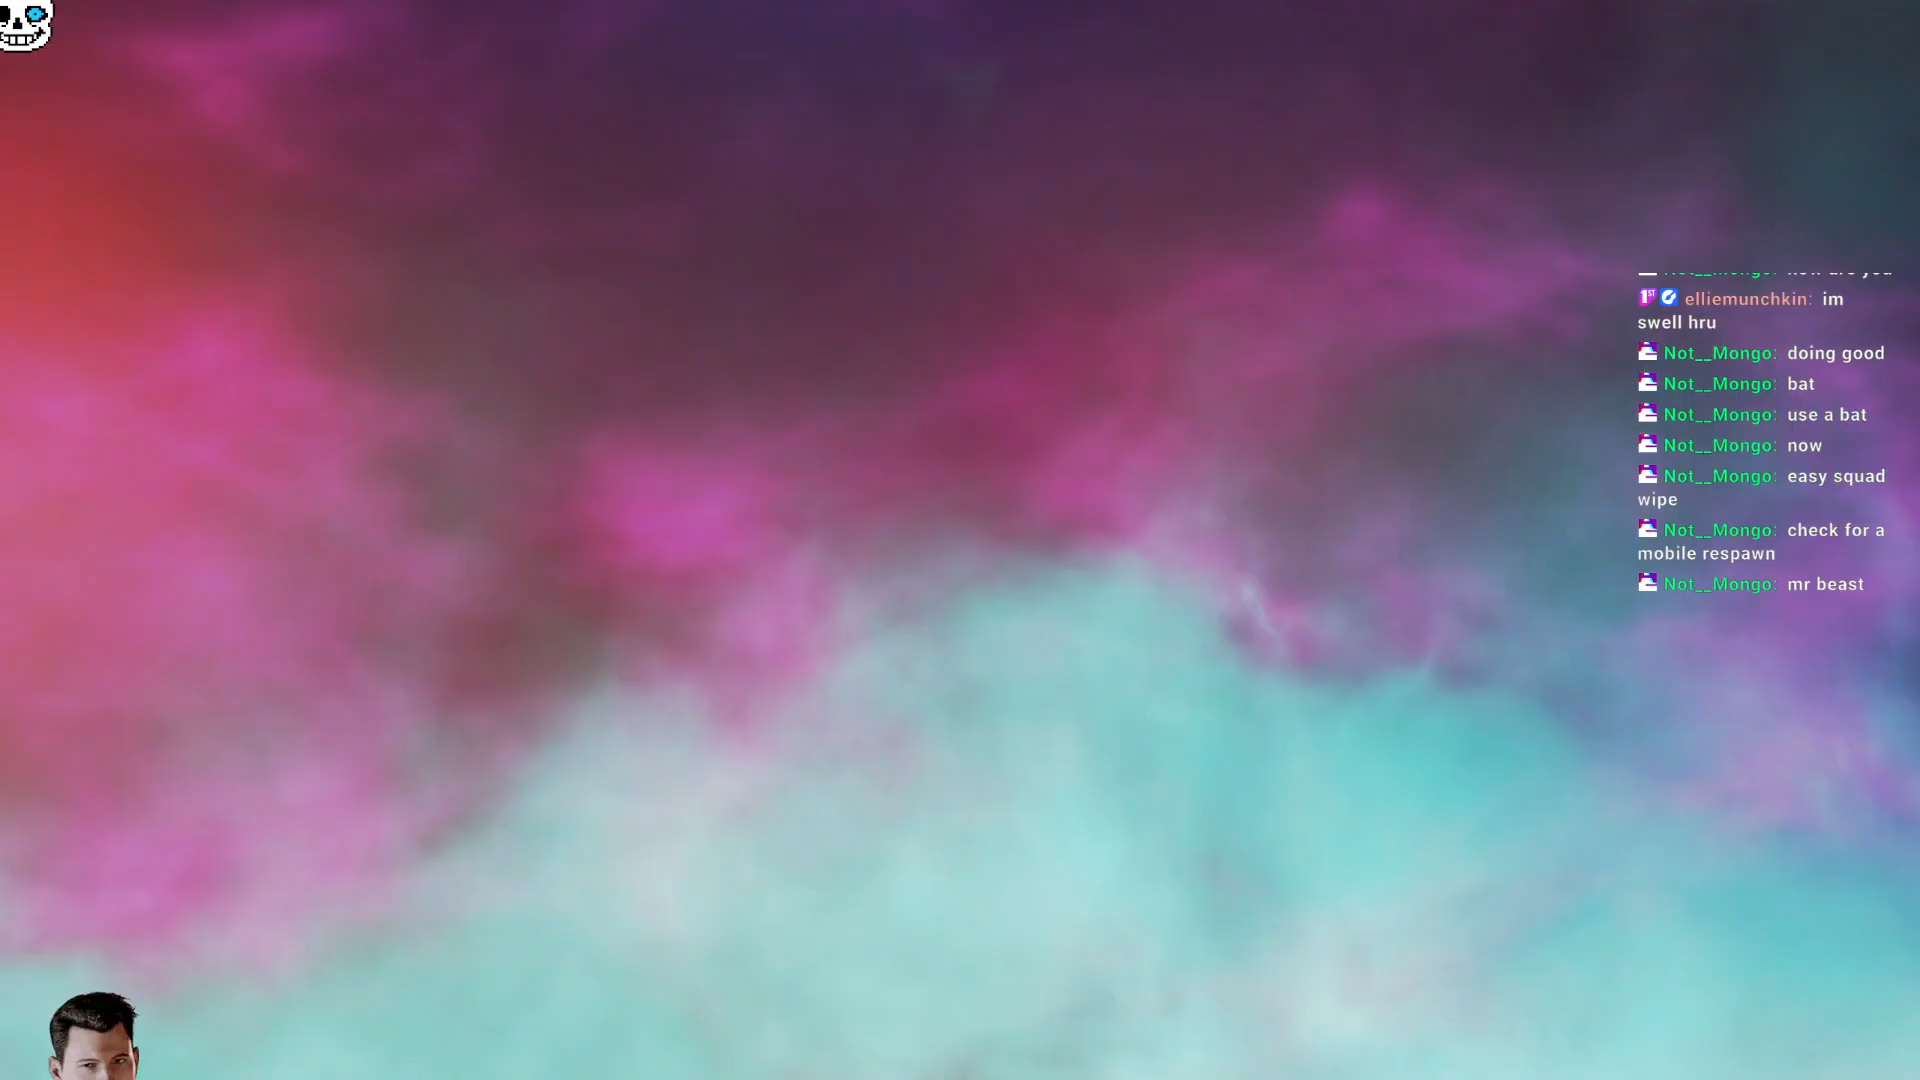 elliemunchkin: im
swell hru
Not__Mongo: doing good
Not__Mongo: bat
Not__Mongo: use a bat
Not__Mongo: now
Not__Mongo: easy squad
wipe
Not__Mongo: check for a
mobile respawn
Not__Mongo: mr beast